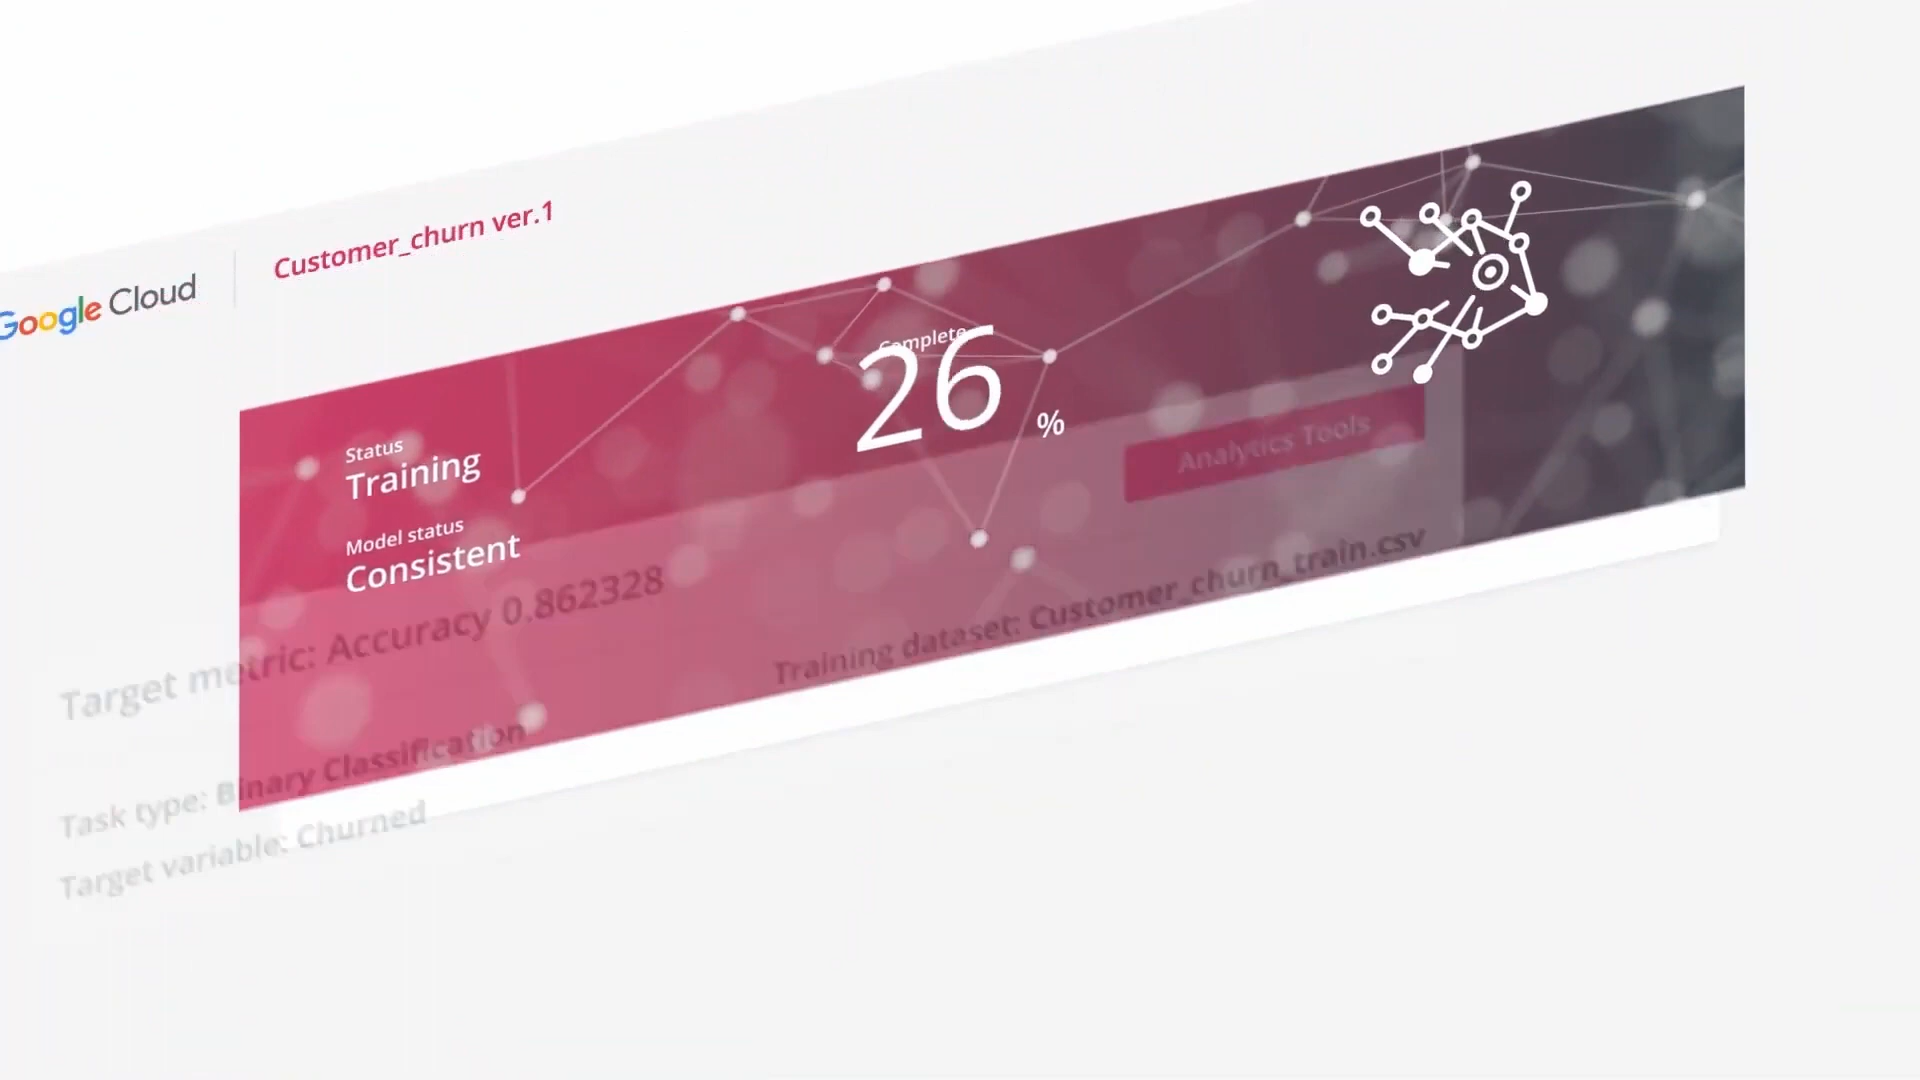 Google Cloud
Customer_churn ver.1
Status
Training
Complete
26 %
Model status
Consistent
Analytics Tools
Target metric: Accuracy 0.862328
Training dataset: Customer_churn_train.csv
Task type: Binary Classification
Target variable: Churned